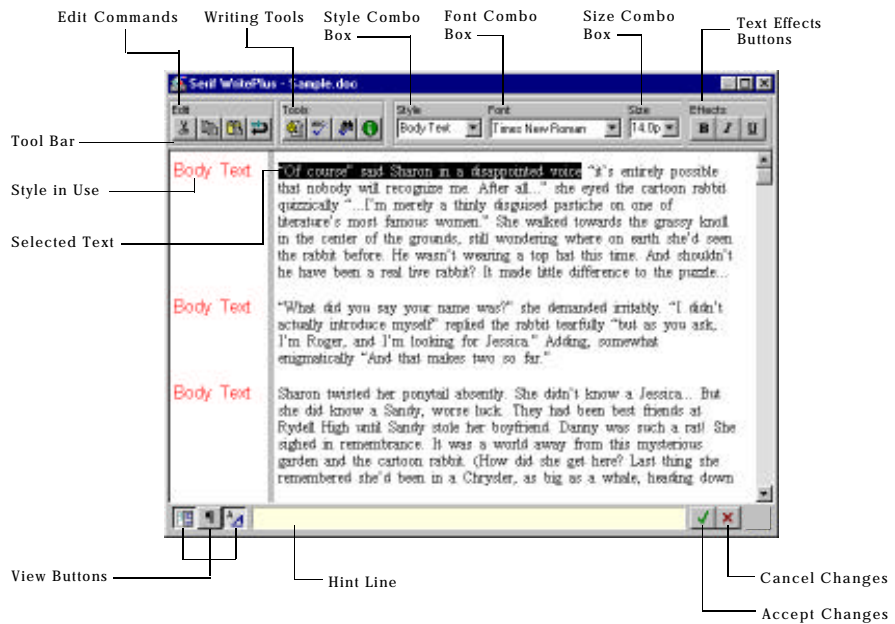 Edit Commands
Writing Tools
Style Combo
Box
Font Combo
Box
Size Combo
Box
Text Effects
Buttons
Serif WritePlus - Sample.doc
Edit
Tools
Style
Font
Size
Effects
Body Text
Times New Roman
14.0p
B I U
Tool Bar
Style in Use
Selected Text
Body Text
"Of course" said Sharon in a disappointed voice "it's entirely possible
that nobody will recognize me. After all..." she eyed the cartoon rabbit
quizzically "...I'm merely a thinly disguised pastiche on one of
literature's most famous women." She walked towards the grassy knoll
in the center of the grounds, still wondering where on earth she'd seen
the rabbit before. He wasn't wearing a top hat this time. And shouldn't
he have been a real live rabbit? It made little difference to the puzzle...
Body Text
"What did you say your name was?" she demanded irritably. "I didn't
actually introduce myself" replied the rabbit tearfully "but as you ask,
I'm Roger, and I'm looking for Jessica." Adding, somewhat
enigmatically "And that makes two so far."
Body Text
Sharon twisted her ponytail absently. She didn't know a Jessica... But
she did know a Sandy, worse luck. They had been best friends at
Rydell High until Sandy stole her boyfriend. Danny was such a rat! She
sighed in remembrance. It was a world away from this mysterious
garden and the cartoon rabbit. (How did she get here? Last thing she
remembered she'd been in a Chrysler, as big as a whale, heading down
View Buttons
Hint Line
Cancel Changes
Accept Changes